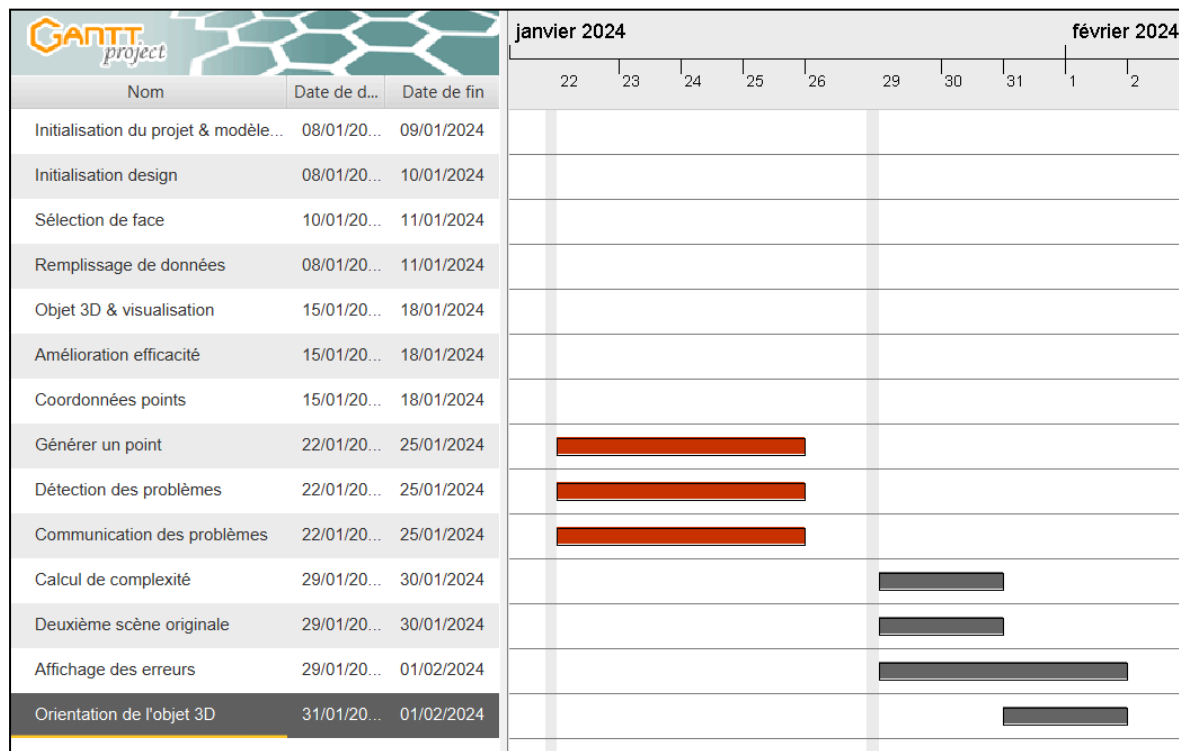 GANTT project
janvier 2024 février 2024
22 23 24 25 26 29 30 31 1 2
Nom Date de d... Date de fin
Initialisation du projet & modèle... 08/01/20... 09/01/2024
Initialisation design 08/01/20... 10/01/2024
Sélection de face 10/01/20... 11/01/2024
Remplissage de données 08/01/20... 11/01/2024
Objet 3D & visualisation 15/01/20... 18/01/2024
Amélioration efficacité 15/01/20... 18/01/2024
Coordonnées points 15/01/20... 18/01/2024
Générer un point 22/01/20... 25/01/2024
Détection des problèmes 22/01/20... 25/01/2024
Communication des problèmes 22/01/20... 25/01/2024
Calcul de complexité 29/01/20... 30/01/2024
Deuxième scène originale 29/01/20... 30/01/2024
Affichage des erreurs 29/01/20... 01/02/2024
Orientation de l'objet 3D 31/01/20... 01/02/2024